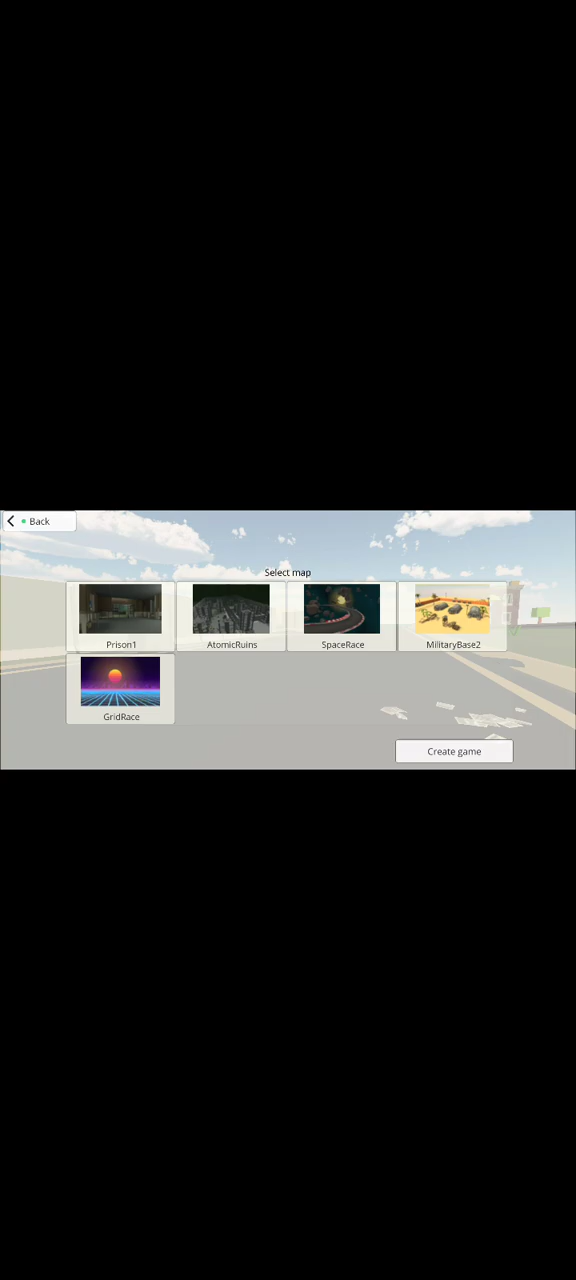 Back
Select map
Prison1
AtomicRuins
SpaceRace
MilitaryBase2
GridRace
Create game